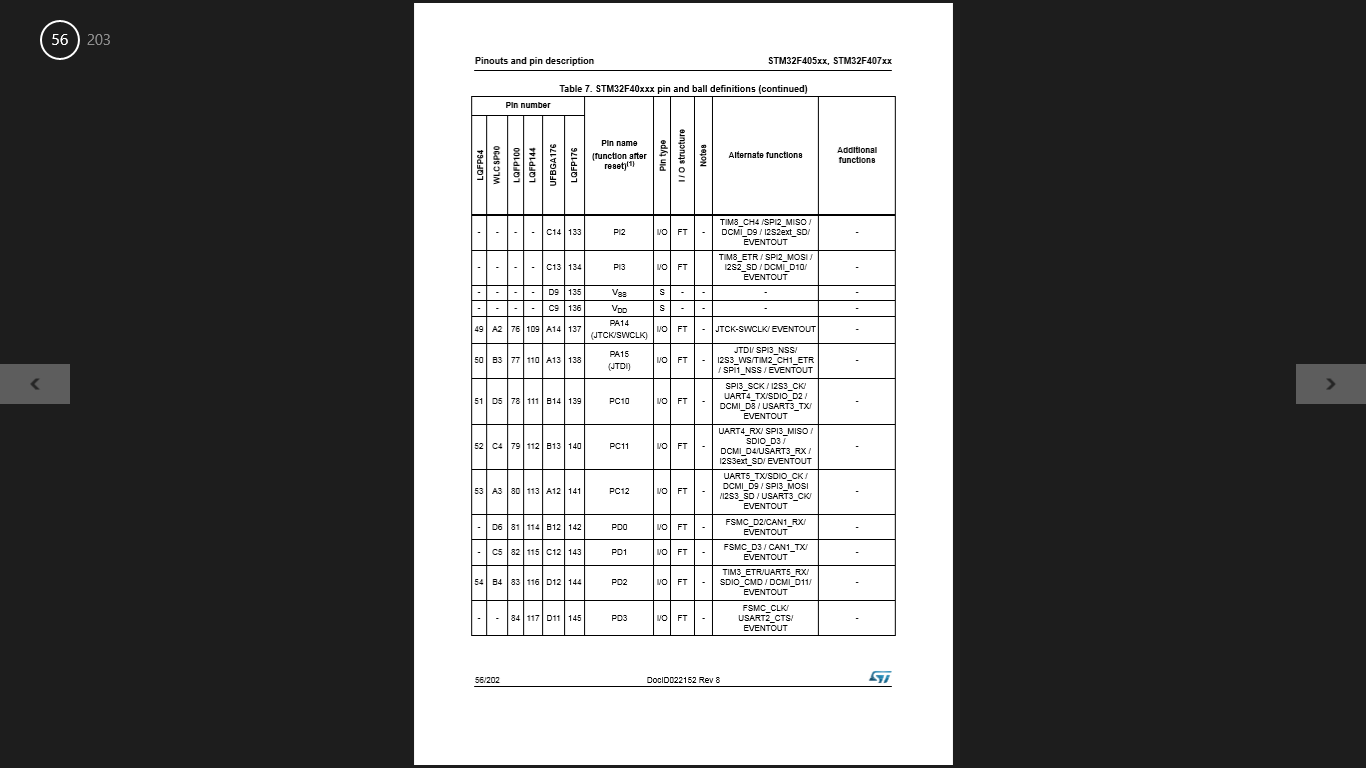 56 203
Pinouts and pin description STM32F405xx, STM32F407xx
Table 7. STM32F40xxx pin and ball definitions (continued)
Pin number
LQFP64
WLCSP90
LQFP100
LQFP144
UFBGA176
LQFP176
Pin name
(function after
reset)(1)
Pin type
I / O structure
Notes
Alternate functions
Additional
functions
- - - - C14 133 PI2 I/O FT -
TIM8_CH4 /SPI2_MISO /
DCMI_D9 / I2S2ext_SD/
EVENTOUT
-
- - - - C13 134 PI3 I/O FT
TIM8_ETR / SPI2_MOSI /
I2S2_SD / DCMI_D10/
EVENTOUT
-
- - - - D9 135 VSS S - - - -
- - - - C9 136 VDD S - - - -
49 A2 76 109 A14 137
PA14
(JTCK/SWCLK)
I/O FT - JTCK-SWCLK/ EVENTOUT -
50 B3 77 110 A13 138
PA15
(JTDI)
I/O FT -
JTDI/ SPI3_NSS/
I2S3_WS/TIM2_CH1_ETR
/ SPI1_NSS / EVENTOUT
-
51 D5 78 111 B14 139 PC10 I/O FT -
SPI3_SCK / I2S3_CK/
UART4_TX/SDIO_D2 /
DCMI_D8 / USART3_TX/
EVENTOUT
-
52 C4 79 112 B13 140 PC11 I/O FT -
UART4_RX/ SPI3_MISO /
SDIO_D3 /
DCMI_D4/USART3_RX /
I2S3ext_SD/ EVENTOUT
-
53 A3 80 113 A12 141 PC12 I/O FT -
UART5_TX/SDIO_CK /
DCMI_D9 / SPI3_MOSI
/I2S3_SD / USART3_CK/
EVENTOUT
-
- D6 81 114 B12 142 PD0 I/O FT -
FSMC_D2/CAN1_RX/
EVENTOUT
-
- C5 82 115 C12 143 PD1 I/O FT -
FSMC_D3 / CAN1_TX/
EVENTOUT
-
54 B4 83 116 D12 144 PD2 I/O FT -
TIM3_ETR/UART5_RX/
SDIO_CMD / DCMI_D11/
EVENTOUT
-
- - 84 117 D11 145 PD3 I/O FT -
FSMC_CLK/
USART2_CTS/
EVENTOUT
-
56/202 DocID022152 Rev 8 ST